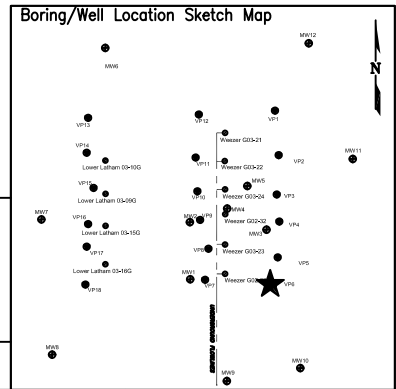 Boring/Well Location Sketch Map
MW12
MW6
N
VP1
VP12
VP13
Weezer G03-21
VP14
VP11
VP2
MW11
Lower Latham 03-10G
Weezer G03-22
VP15
MW5
VP10
Weezer G03-24
VP3
Lower Latham 03-09G
MW4
MW7
VP16
MW2
VP9
Weezer G02-32
VP4
MW3
Lower Latham 03-15G
VP17
VP8
Weezer G03-23
VP5
Lower Latham 03-16G
MW1
VP7
Weezer G02
VP6
VP18
UNDERGROUND FLOWLINES
MW8
MW10
MW9